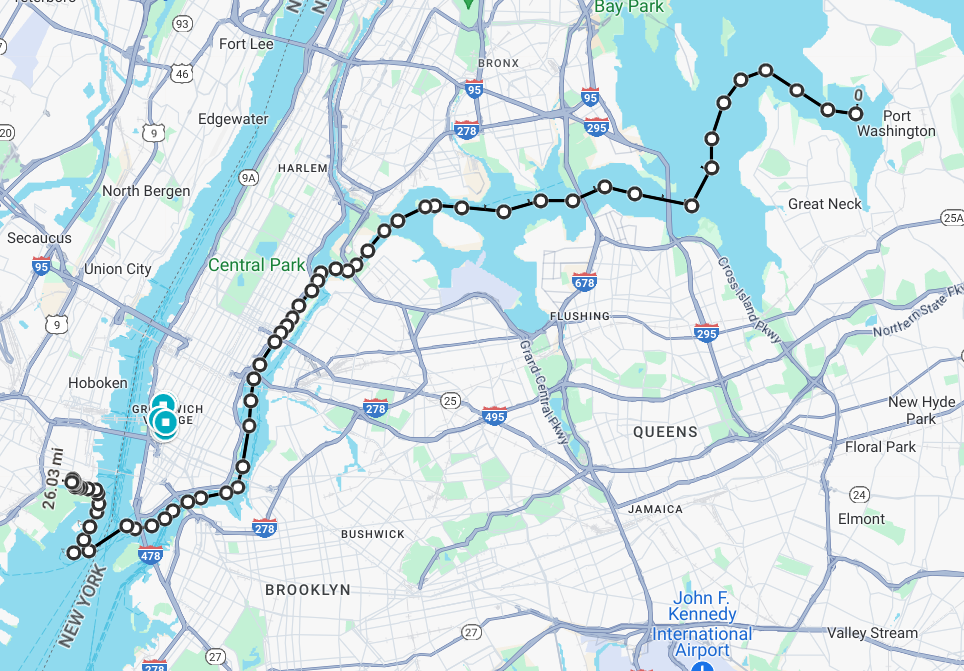 Bay Park
93
Fort Lee
BRONX
46
95
95
0
Edgewater
278
295
Port
Washington
20
9
HARLEM
9A
North Bergen
Great Neck
25A
Secaucus
Central Park
95
Union City
678
Cross Island Pkwy
9
FLUSHING
295
Northern State Pkwy
Grand Central Pkwy
Hoboken
278
25
495
New Hyde
Park
QUEENS
Floral Park
26.03 mi
24
JAMAICA
Elmont
278
BUSHWICK
478
NEW YORK
BROOKLYN
John F.
Kennedy
International
Airport
27
Valley Stream
27
278